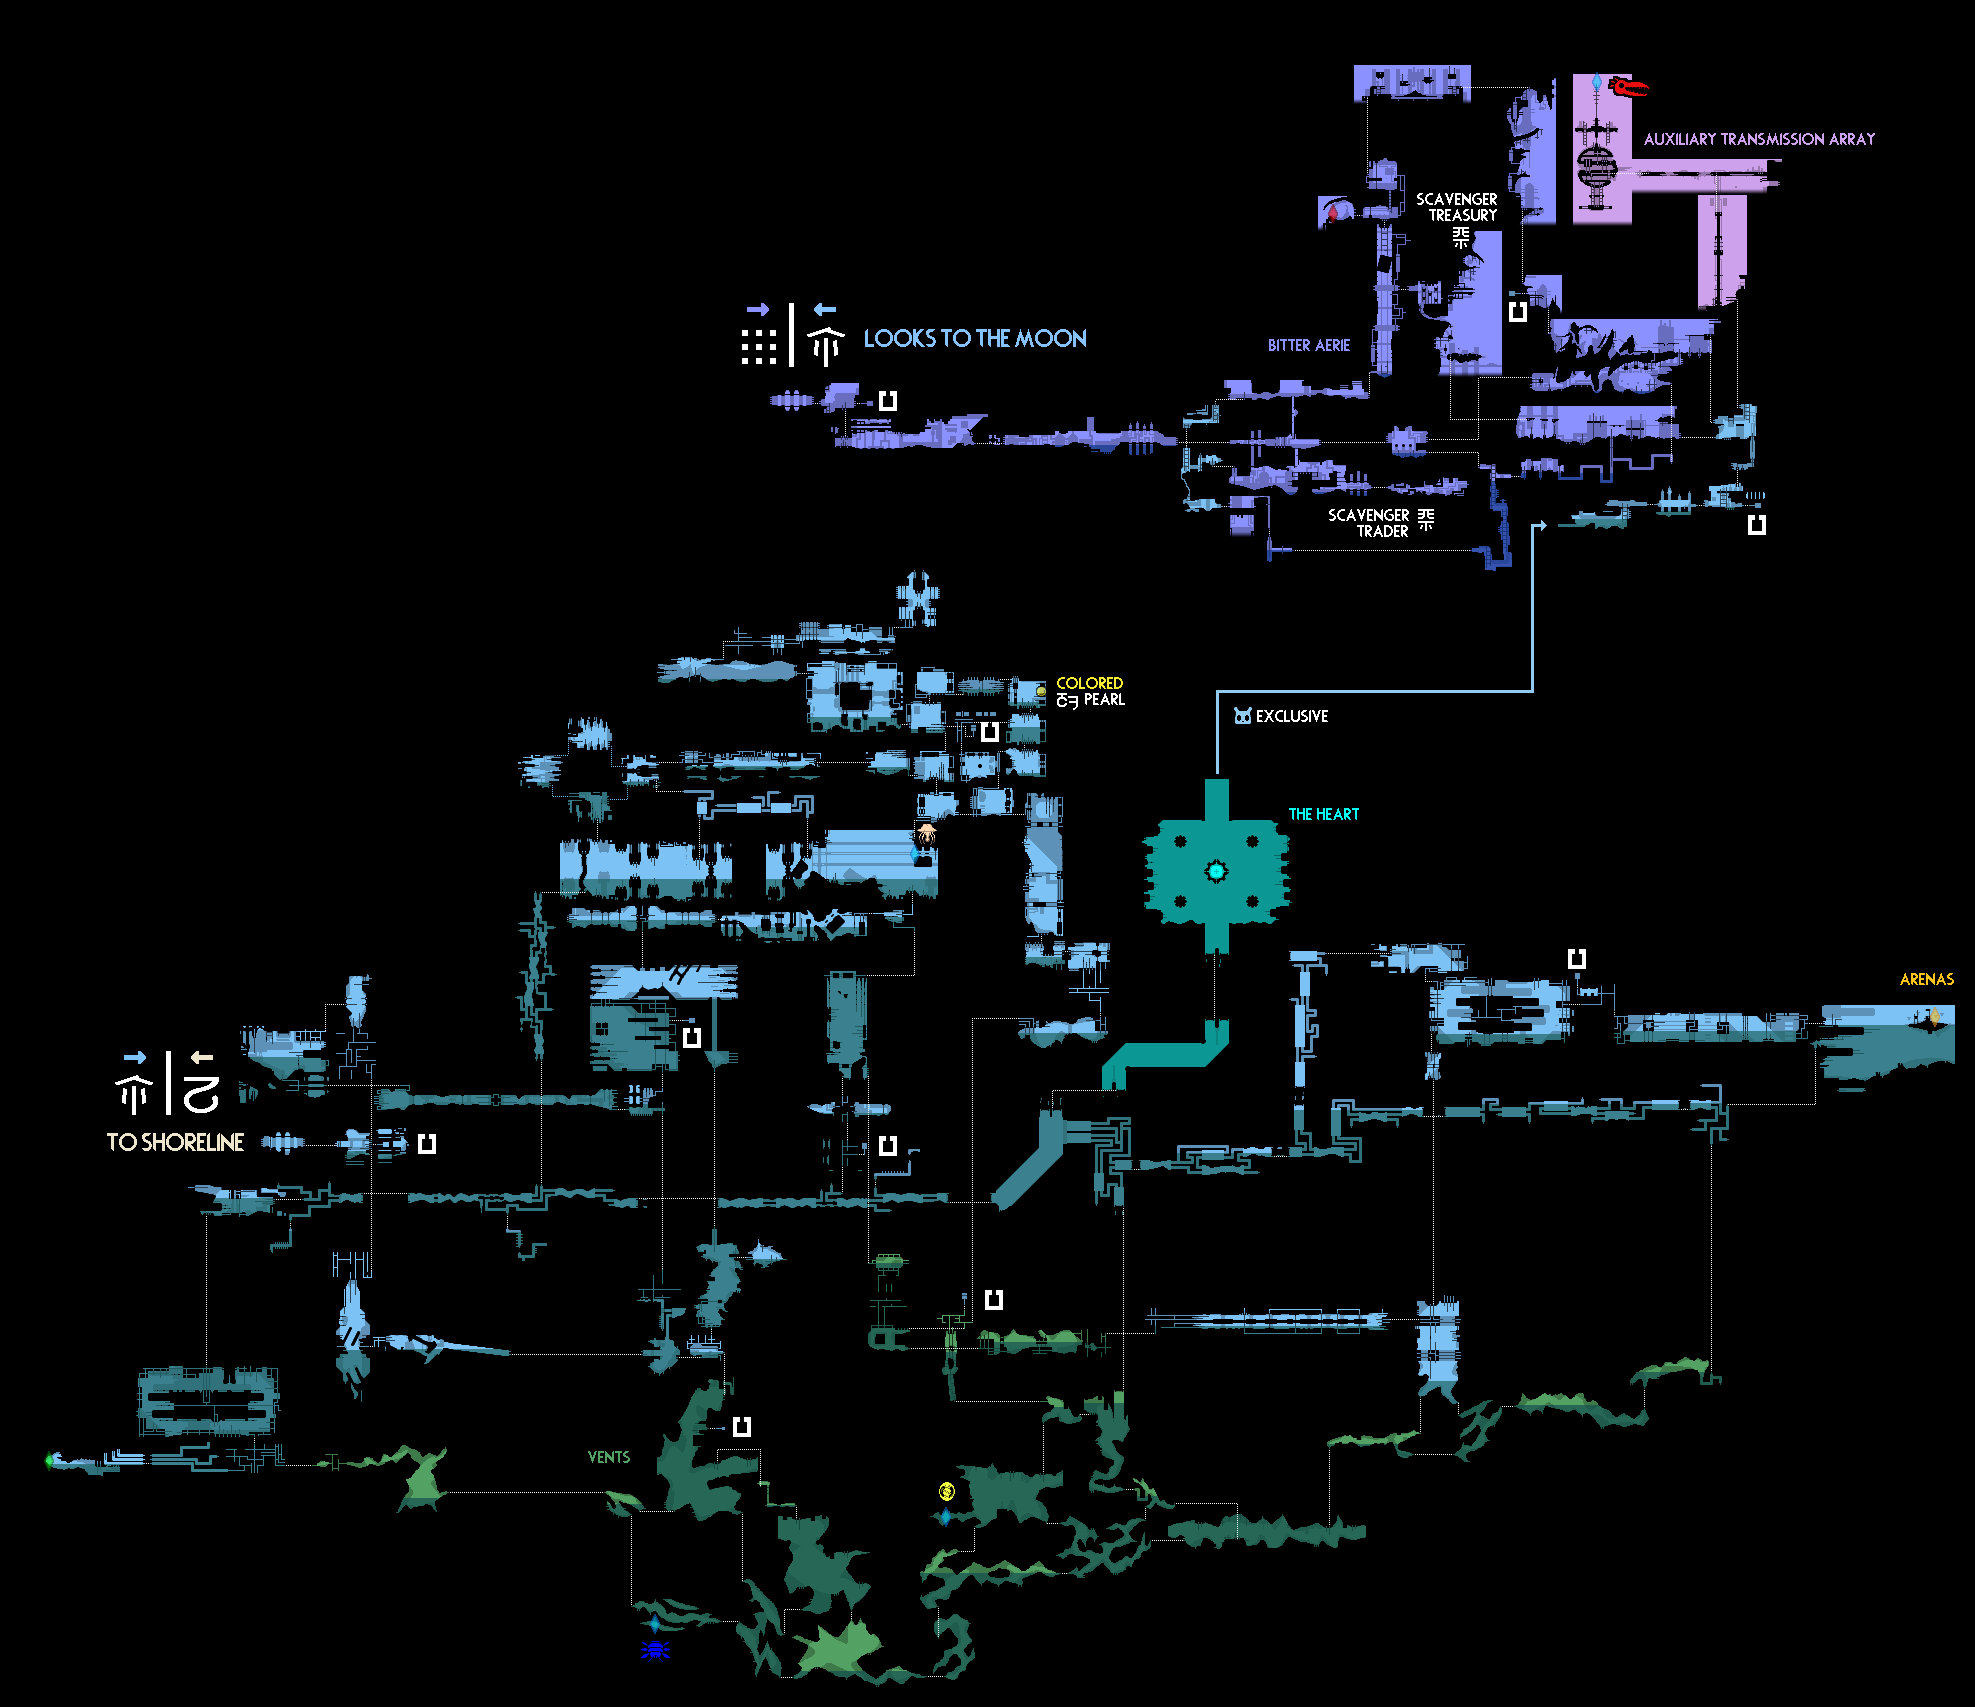 AUXILIARY TRANSMISSION ARRAY
SCAVENGER
TREASURY
LOOKS TO THE MOON
BITTER AERIE
SCAVENGER
TRADER
COLORED
PEARL
EXCLUSIVE
THE HEART
ARENAS
TO SHORELINE
VENTS